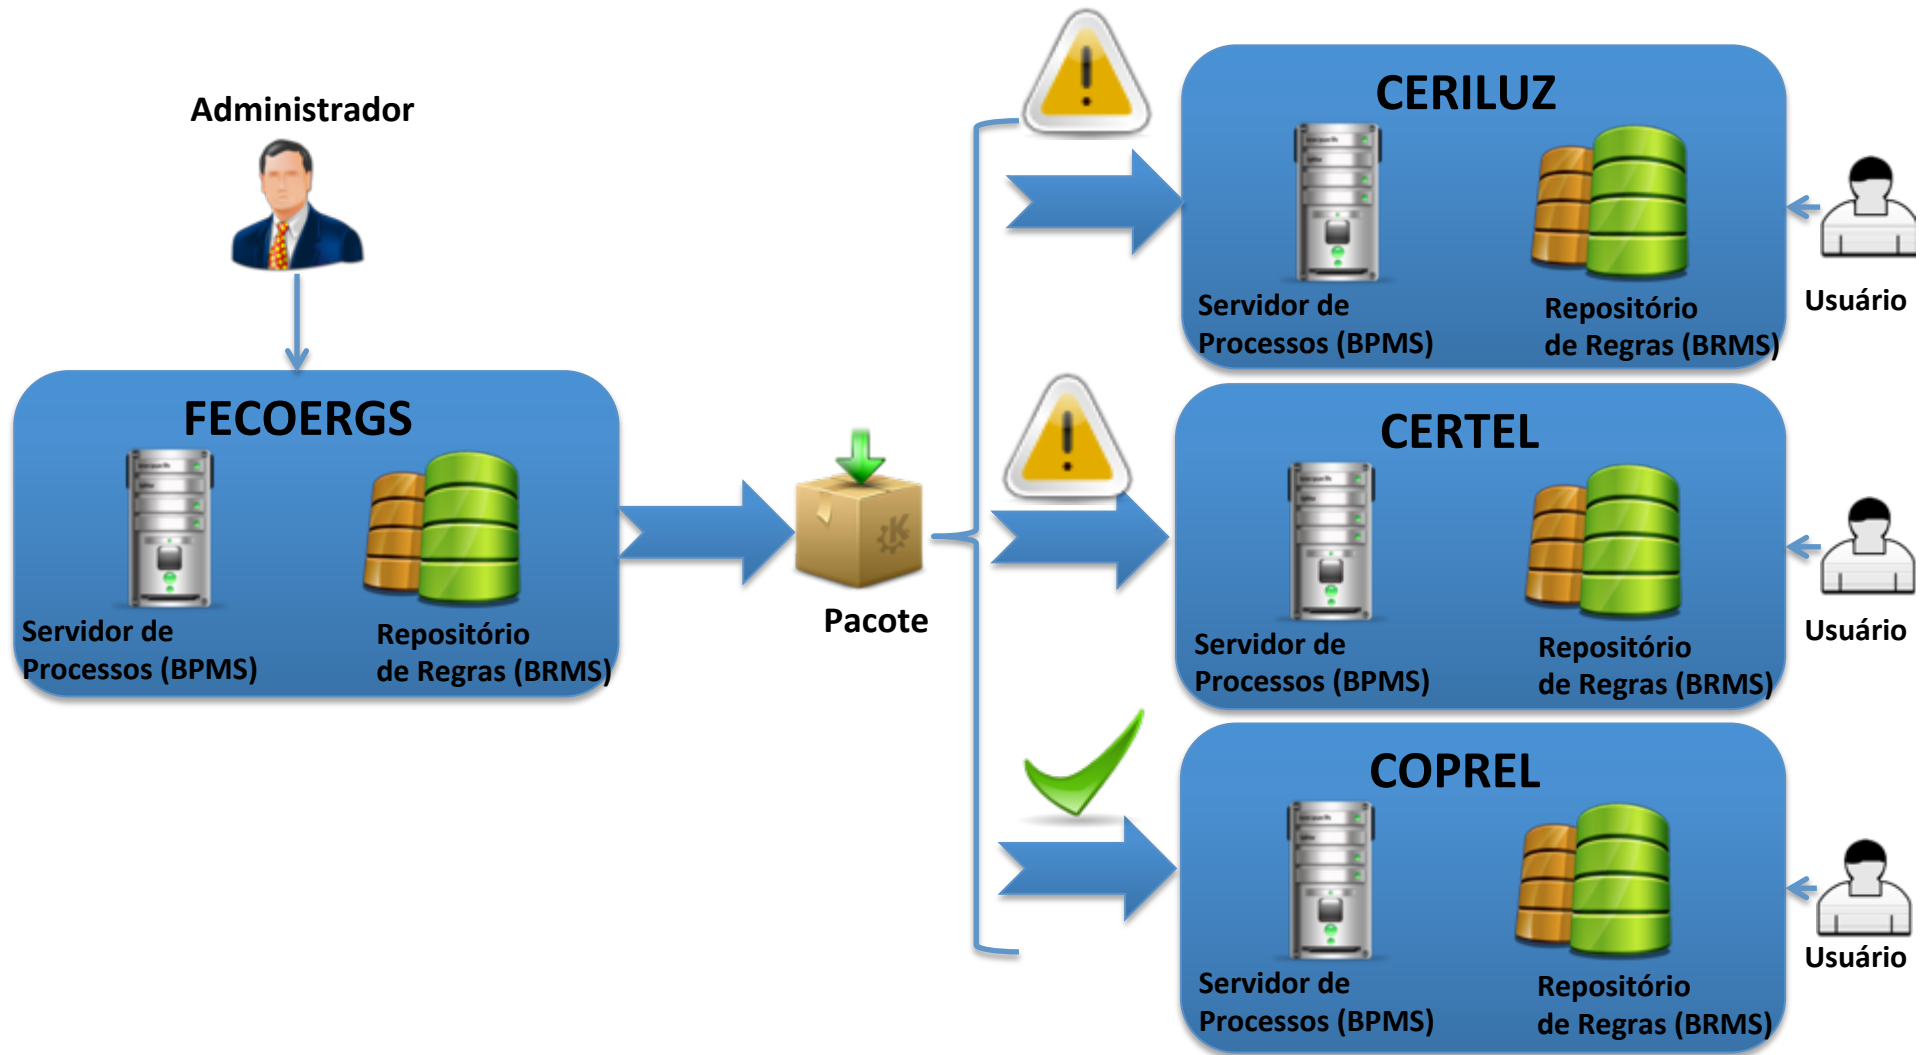 Administrador
FECOERGS
Servidor de
Processos (BPMS)
Repositório
de Regras (BRMS)
Pacote
CERILUZ
Servidor de
Processos (BPMS)
Repositório
de Regras (BRMS)
Usuário
CERTEL
Servidor de
Processos (BPMS)
Repositório
de Regras (BRMS)
Usuário
COPREL
Servidor de
Processos (BPMS)
Repositório
de Regras (BRMS)
Usuário